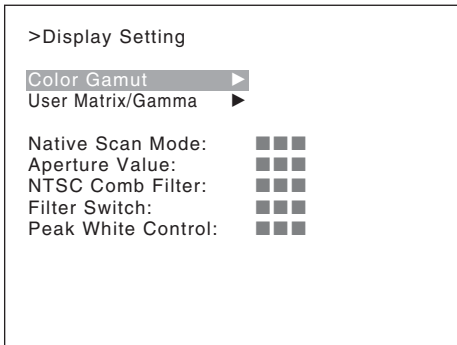 >Display Setting
Color Gamut ▶
User Matrix/Gamma ▶
Native Scan Mode: ■■■
Aperture Value: ■■■
NTSC Comb Filter: ■■■
Filter Switch: ■■■
Peak White Control: ■■■